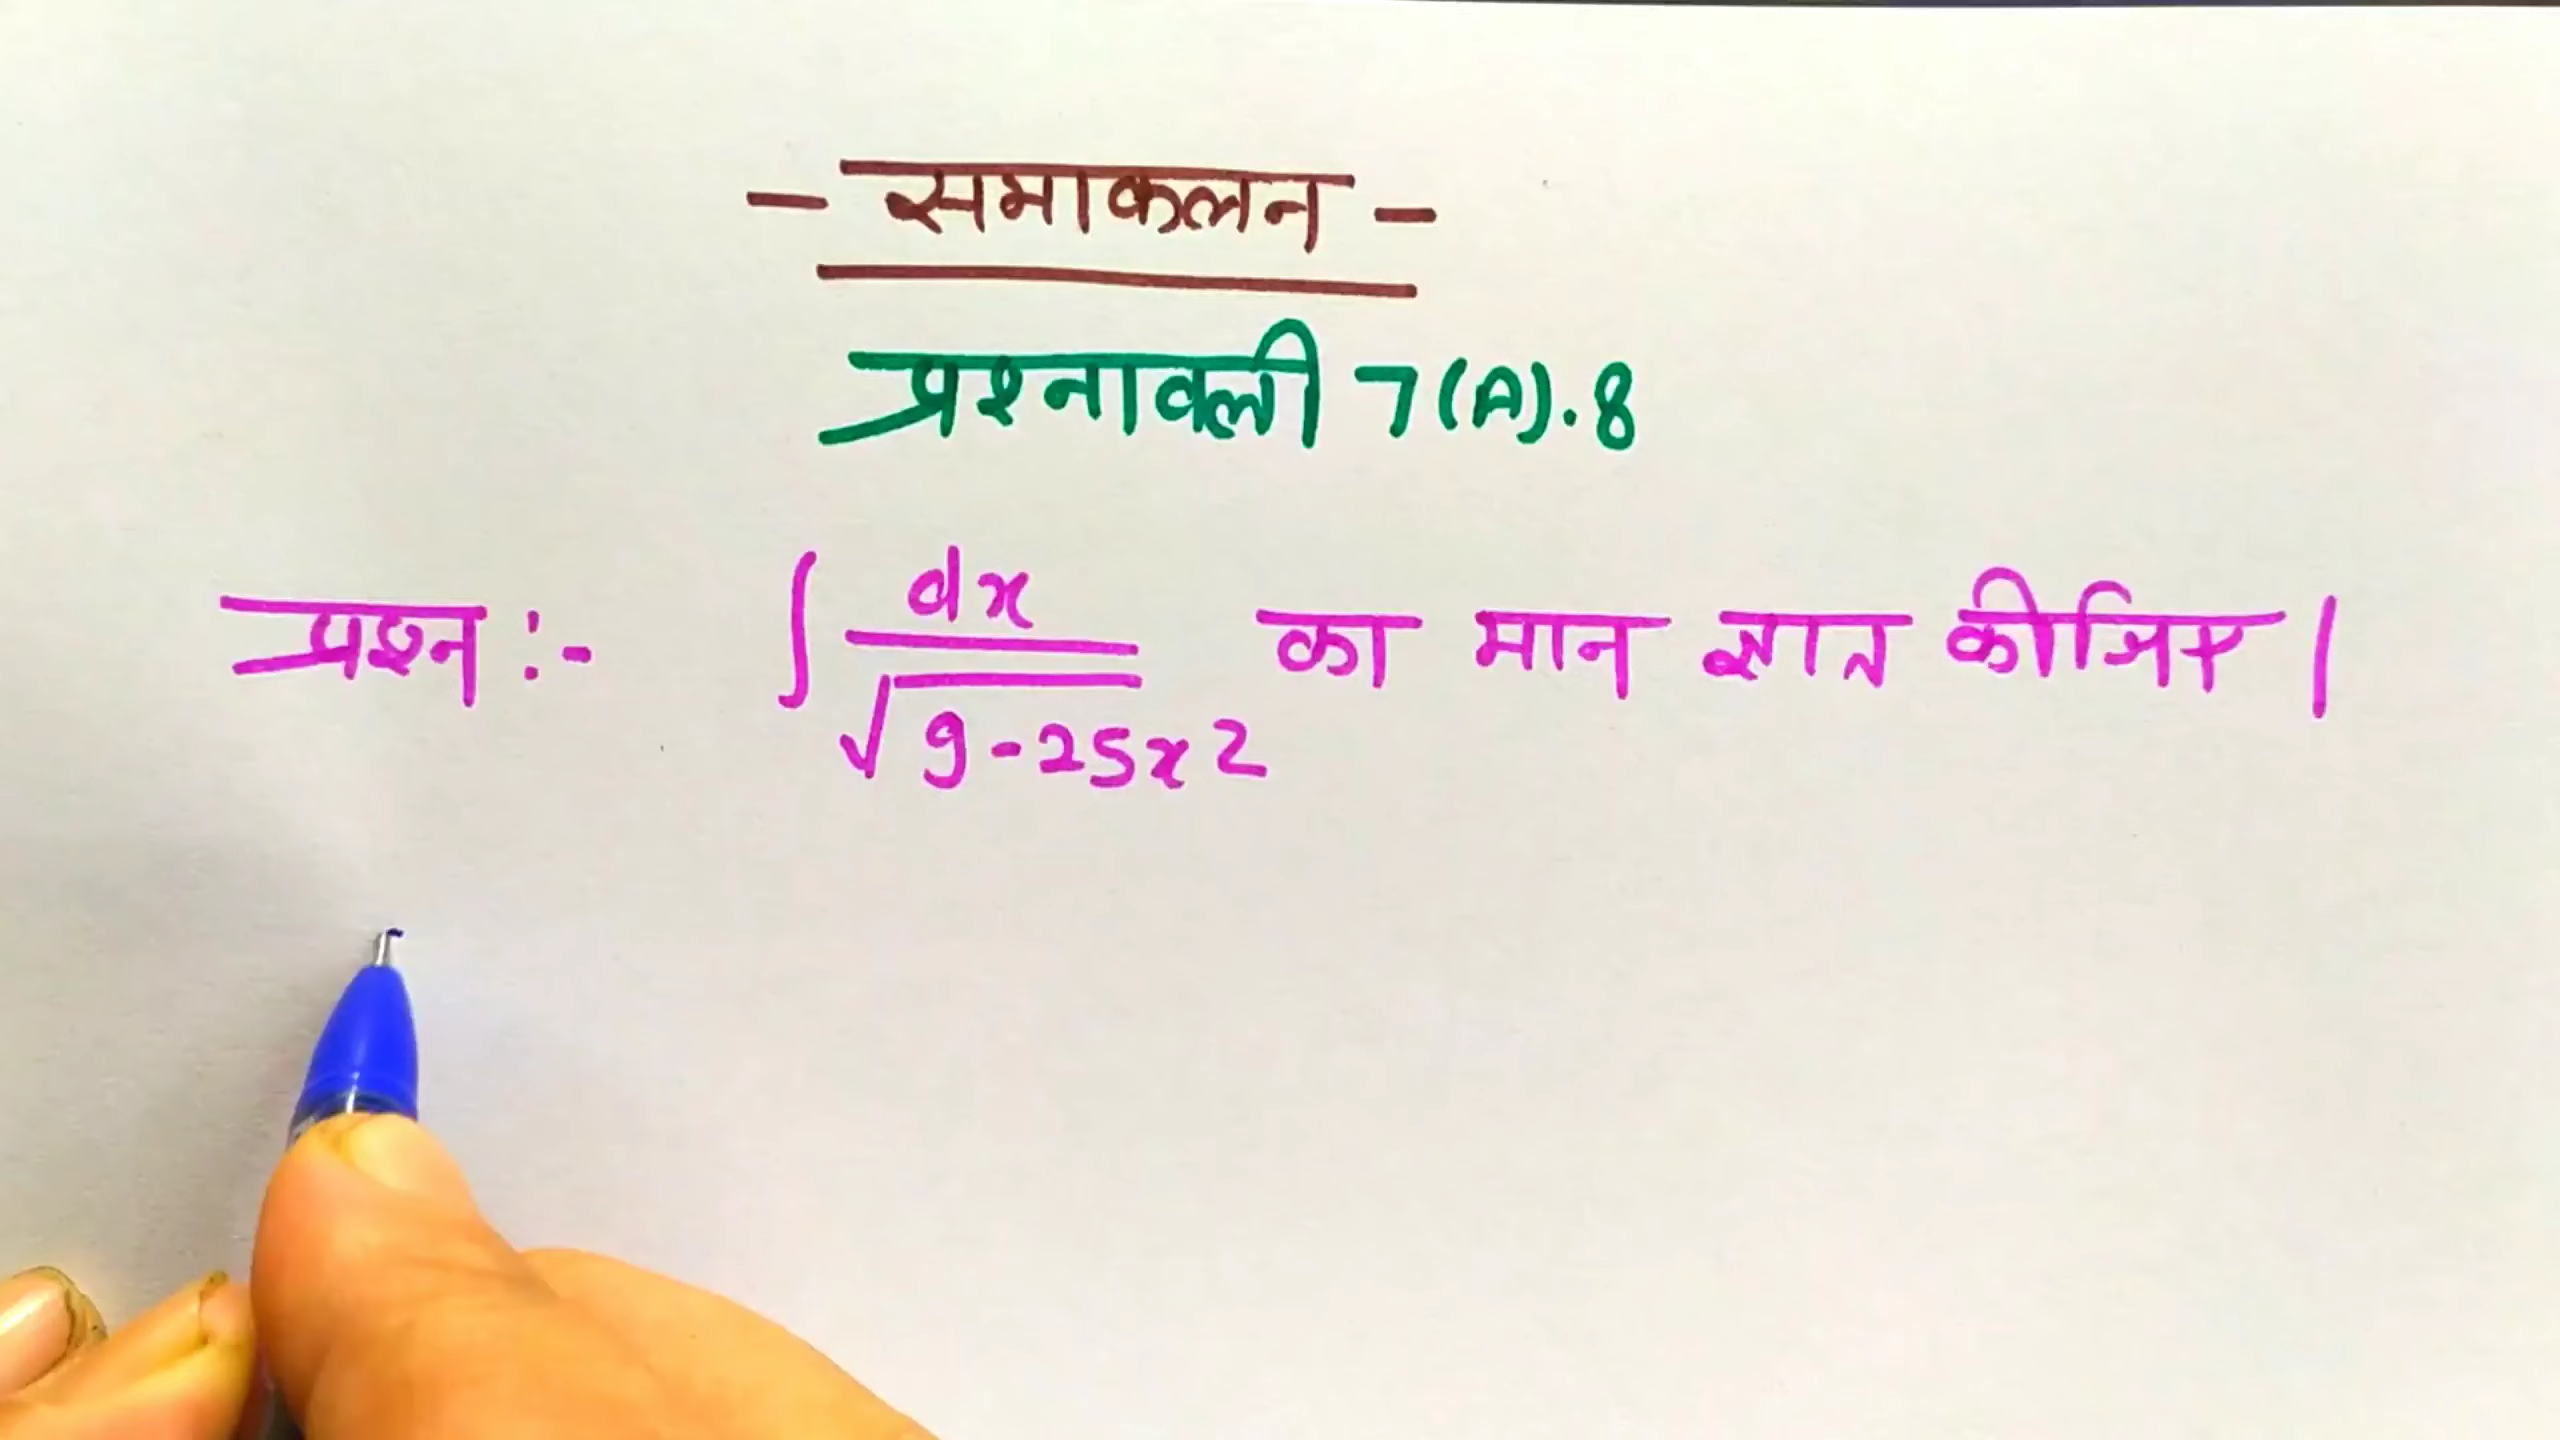 - समाकलन -
प्रश्नावली 7(A).8
प्रश्न :- ∫ dx/√9-25x2 का मान ज्ञात कीजिए |